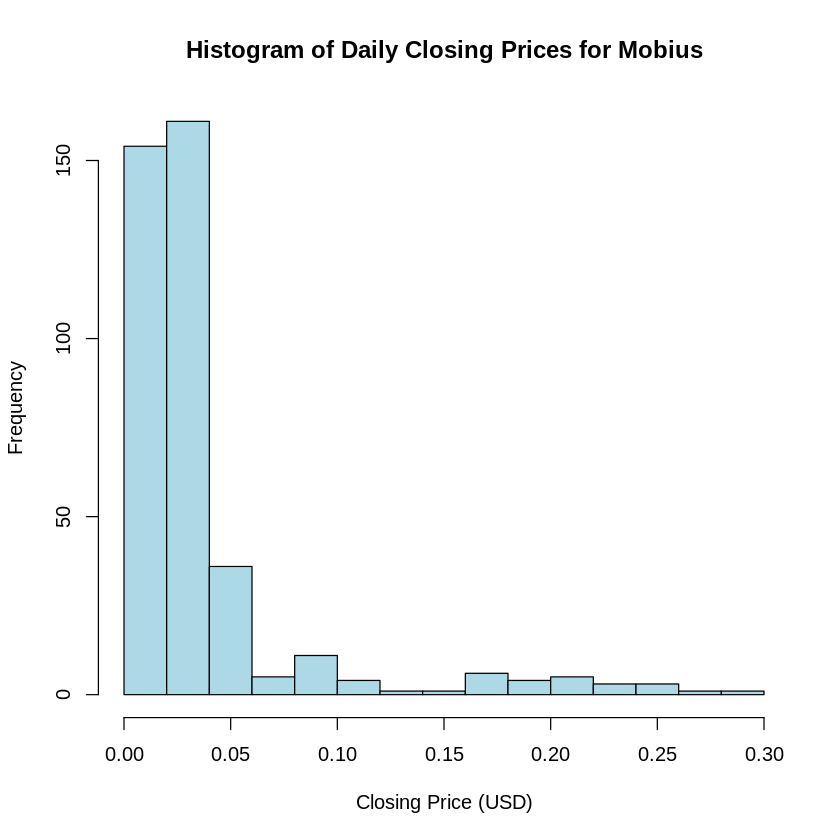 Histogram of Daily Closing Prices for Mobius
Frequency
150
100
50
0
0.00 0.05 0.10 0.15 0.20 0.25 0.30
Closing Price (USD)